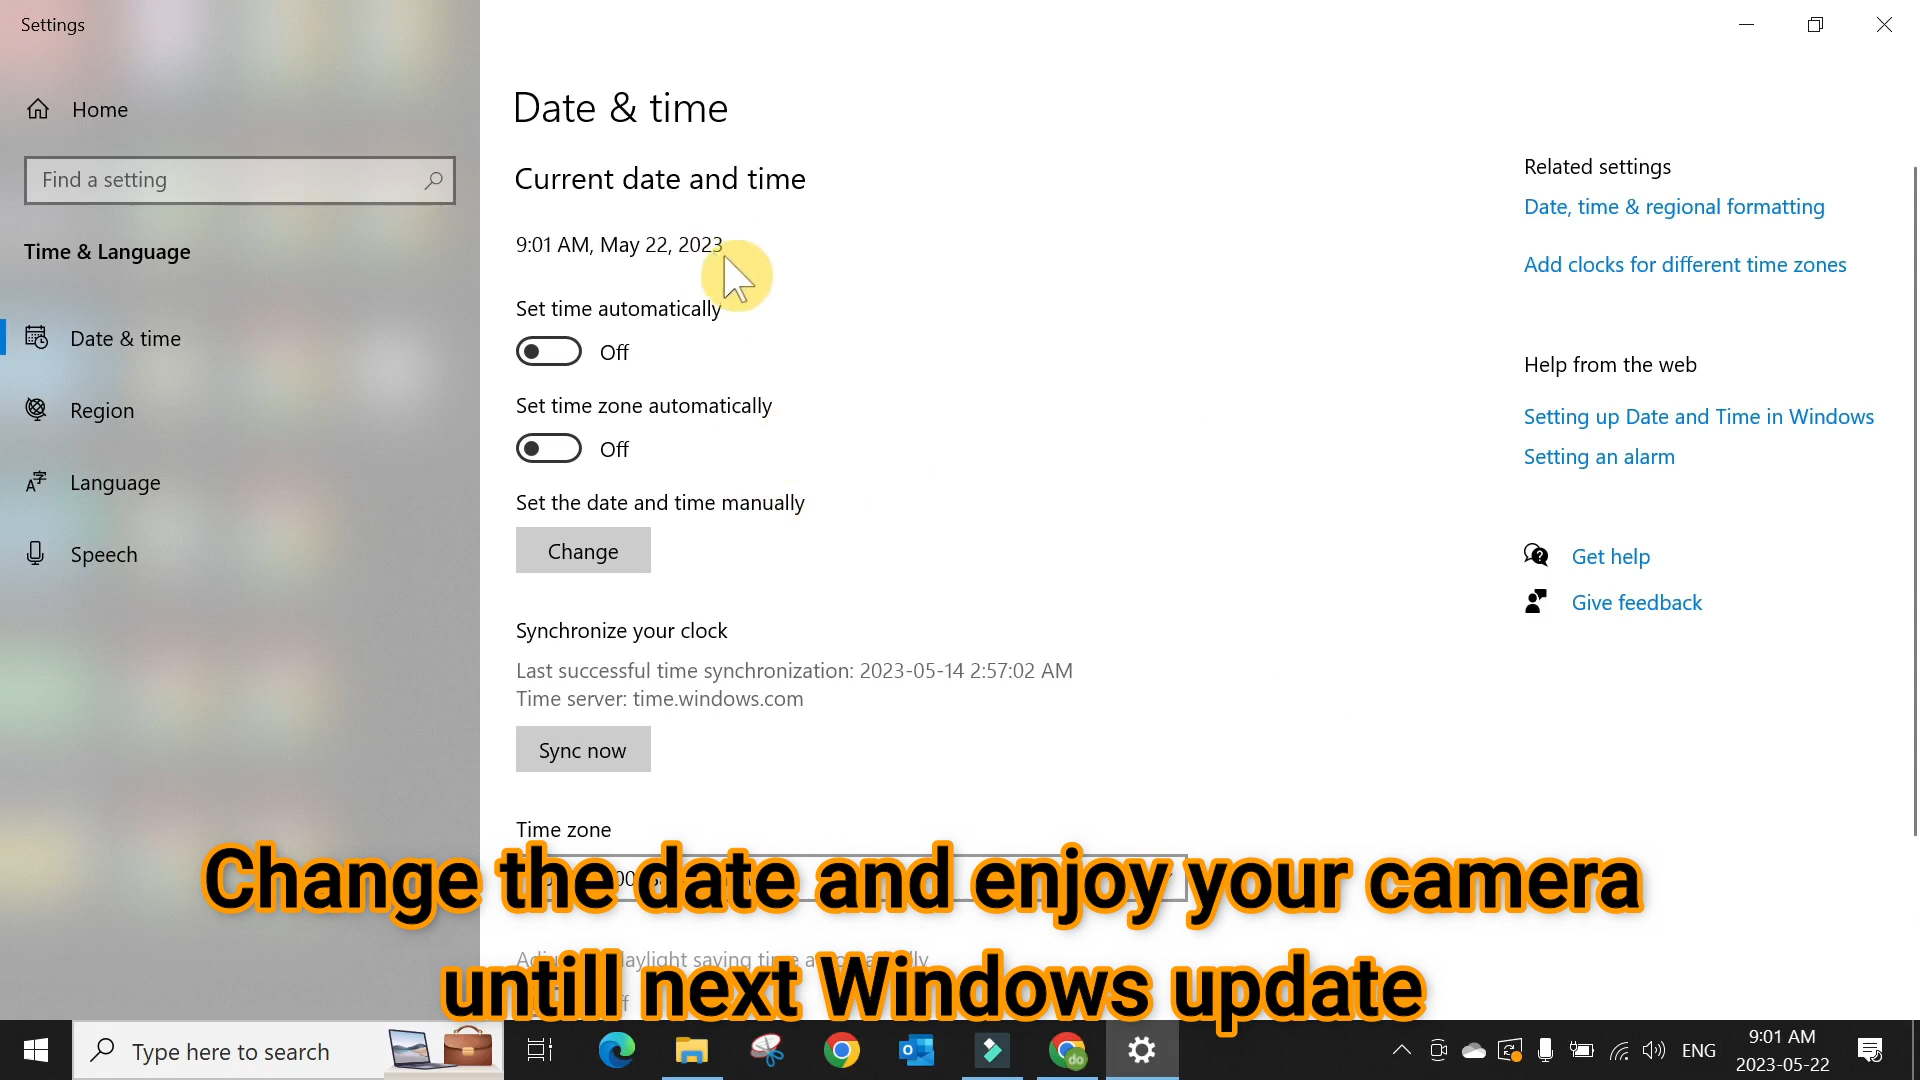 Settings
Home
Find a setting
Time & Language
Date & time
Region
Language
Speech
Date & time
Current date and time
9:01 AM, May 22, 2023
Set time automatically
Off
Set time zone automatically
Off
Set the date and time manually
Change
Synchronize your clock
Last successful time synchronization: 2023-05-14 2:57:02 AM
Time server: time.windows.com
Sync now
Time zone
Related settings
Date, time & regional formatting
Add clocks for different time zones
Help from the web
Setting up Date and Time in Windows
Setting an alarm
Get help
Give feedback
Change the date and enjoy your camera
untill next Windows update
Type here to search
do
ENG
9:01 AM
2023-05-22